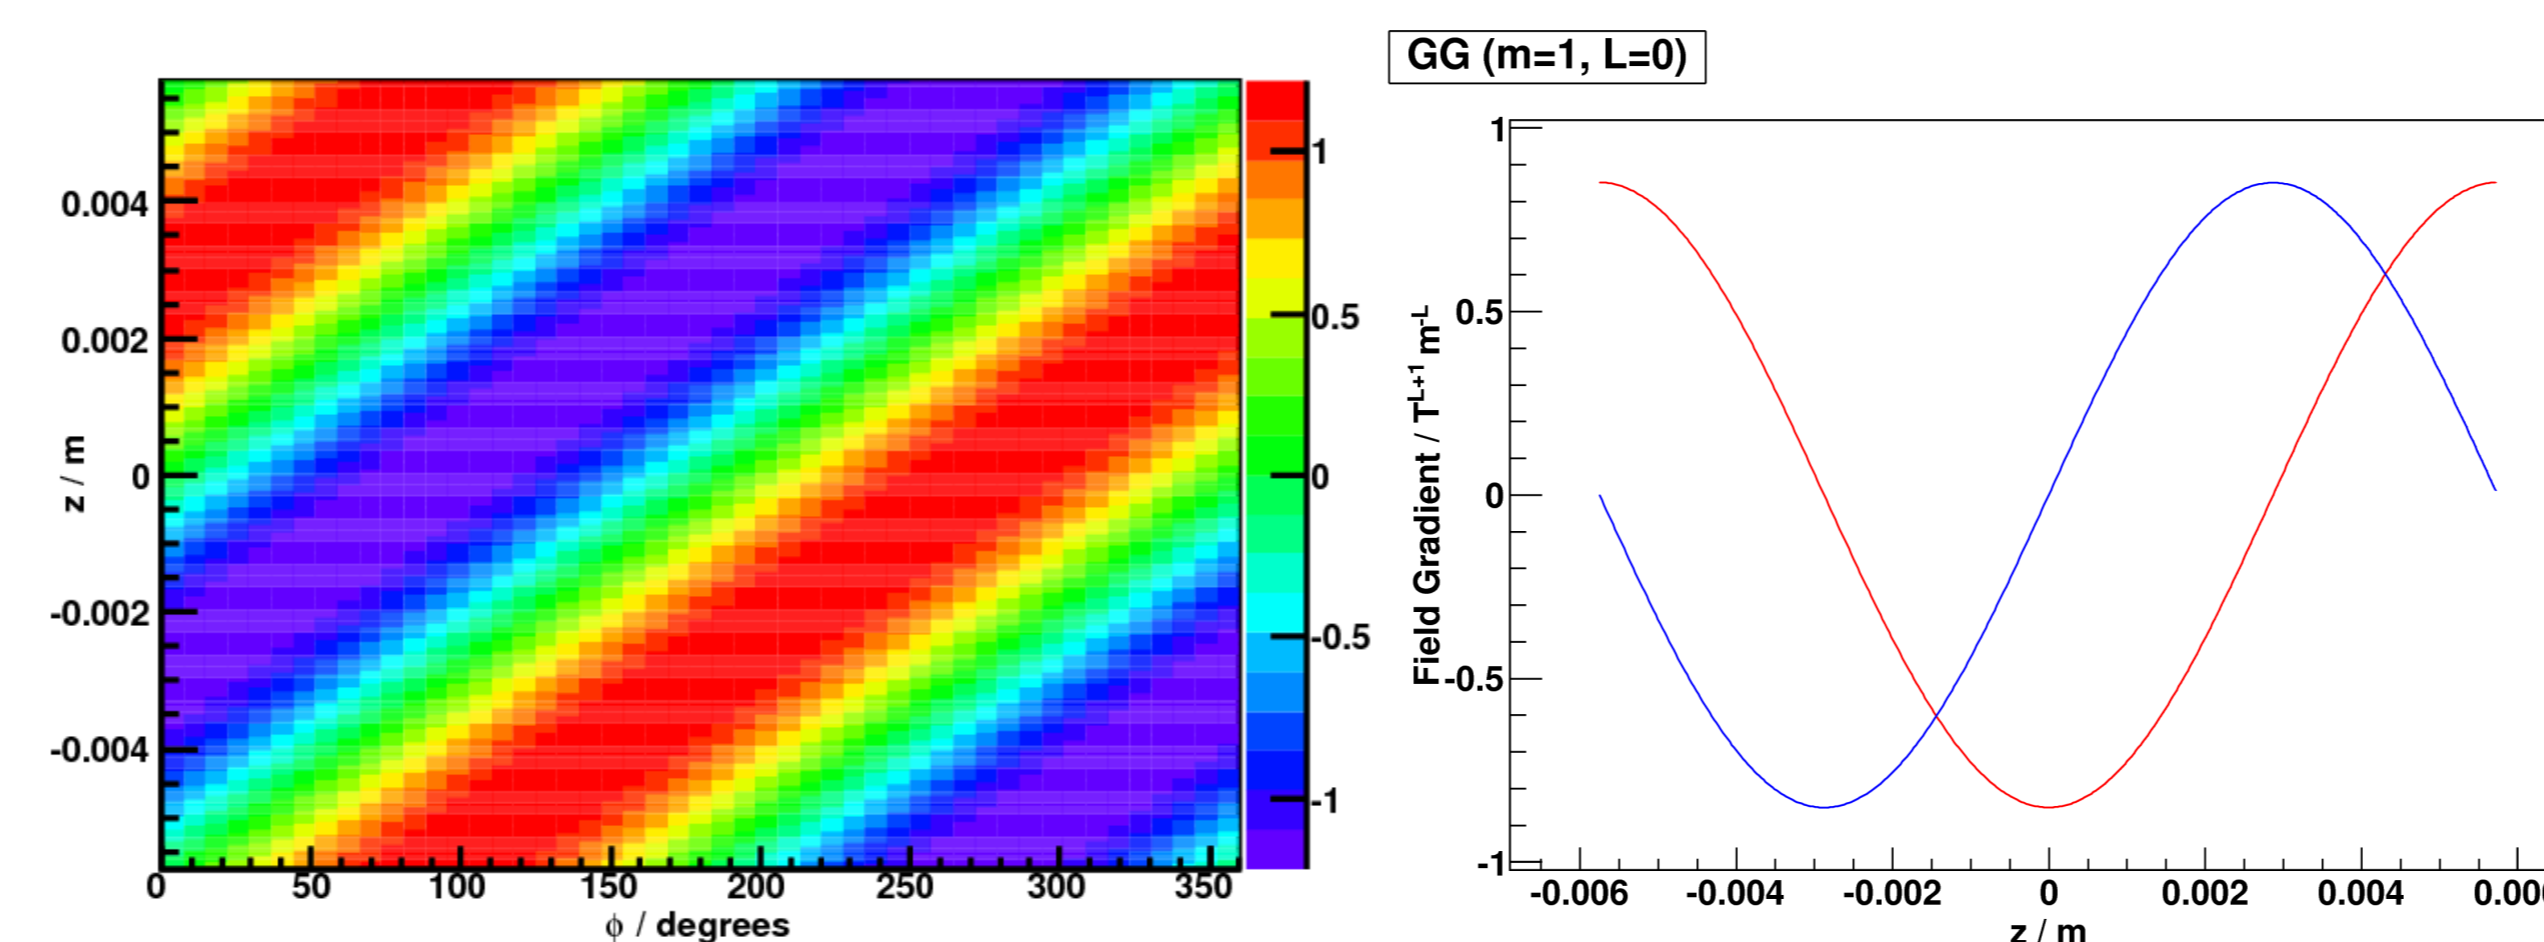 0.004
0.002
0
-0.002
-0.004
z / m
0 50 100 150 200 250 300 350
ϕ / degrees
1
0.5
0
-0.5
-1
GG (m=1, L=0)
1
0.5
0
-0.5
-1
Field Gradient / T^L+1 m^-L
-0.006 -0.004 -0.002 0 0.002 0.004
z / m